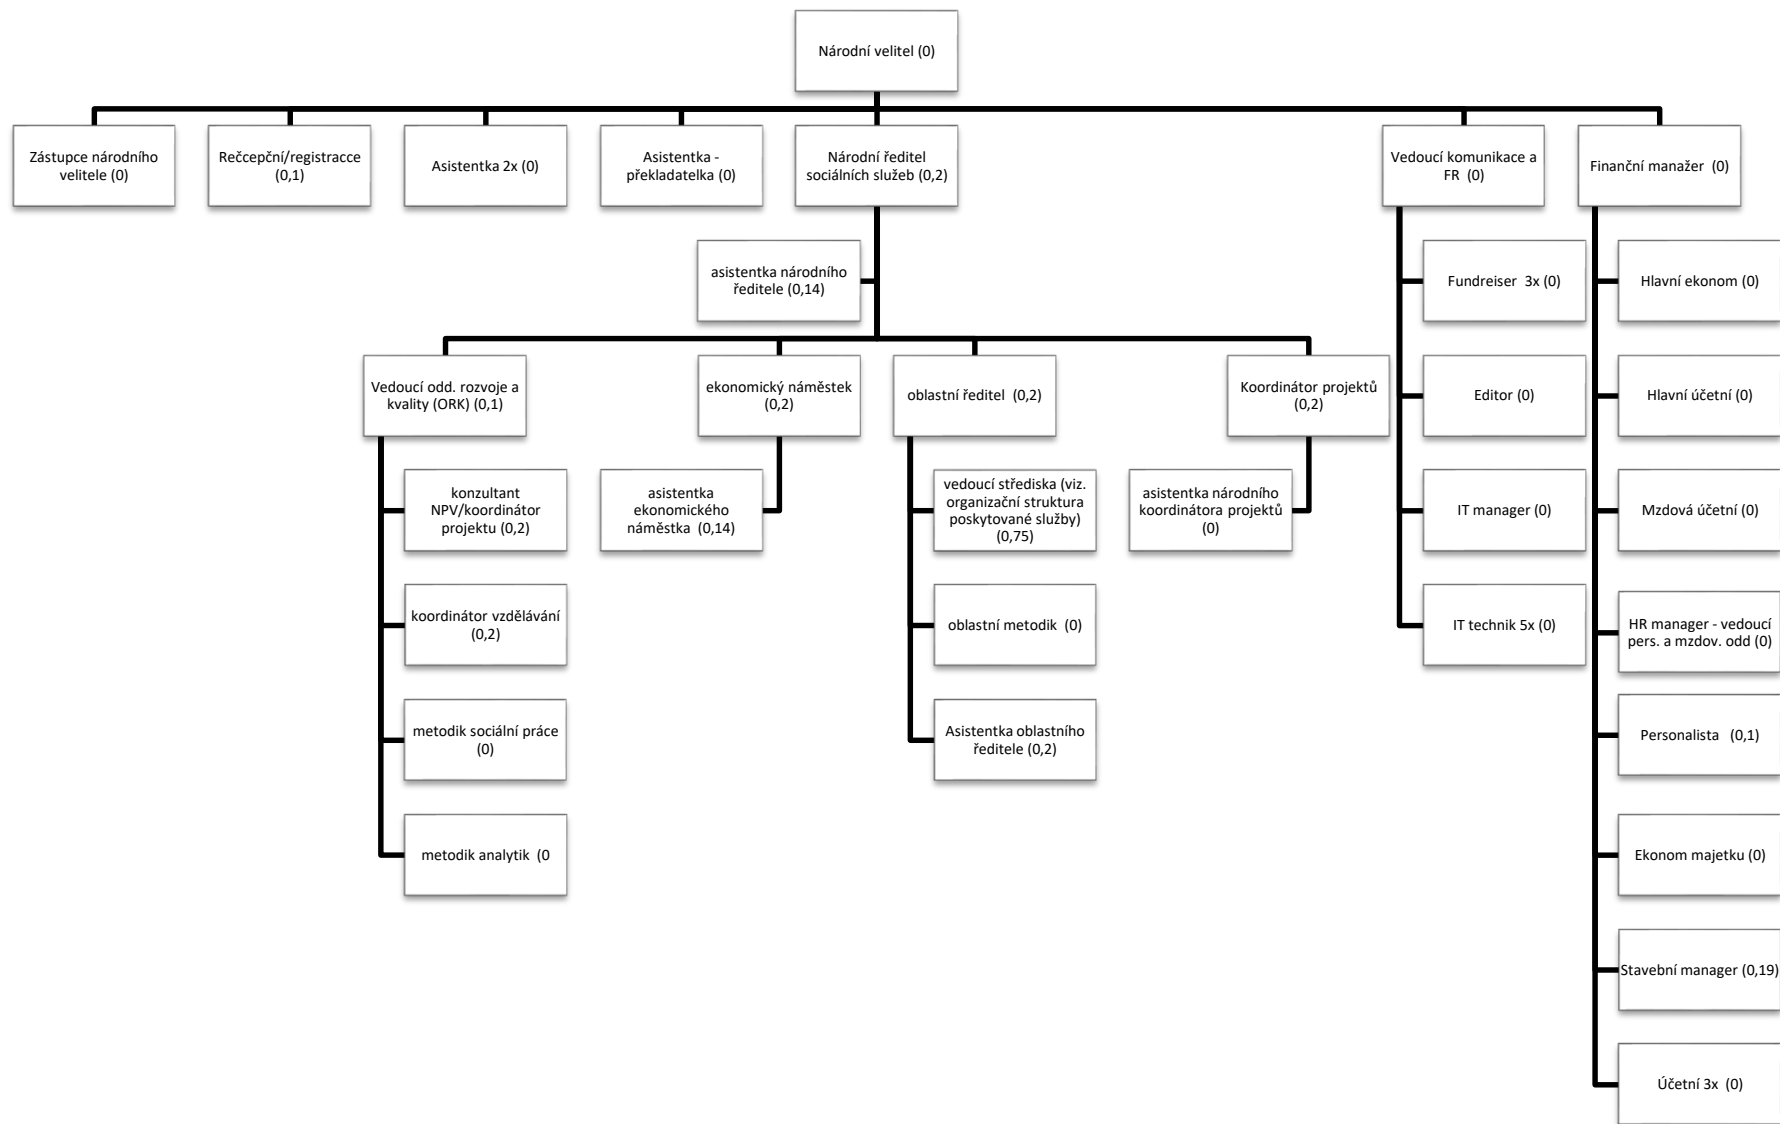 Národní velitel (0)
Zástupce národního
velitele (0)
Rečcepční/registracce
(0,1)
Asistentka 2x (0)
Asistentka -
překladatelka (0)
Národní ředitel
sociálních služeb (0,2)
Vedoucí komunikace a
FR  (0)
Finanční manažer  (0)
asistentka národního
ředitele (0,14)
Vedoucí odd. rozvoje a
kvality (ORK) (0,1)
ekonomický náměstek
(0,2)
oblastní ředitel  (0,2)
Koordinátor projektů
(0,2)
konzultant
NPV/koordinátor
projektu (0,2)
koordinátor vzdělávání
(0,2)
metodik sociální práce
(0)
metodik analytik  (0
asistentka
ekonomického
náměstka (0,14)
vedoucí střediska (viz.
organizační struktura
poskytované služby)
(0,75)
oblastní metodik  (0)
Asistentka oblastního
ředitele (0,2)
asistentka národního
koordinátora projektů
(0)
Fundreiser  3x (0)
Editor (0)
IT manager (0)
IT technik 5x (0)
Hlavní ekonom (0)
Hlavní účetní (0)
Mzdová účetní (0)
HR manager - vedoucí
pers. a mzdov. odd (0)
Personalista   (0,1)
Ekonom majetku (0)
Stavební manager (0,19)
Účetní 3x  (0)